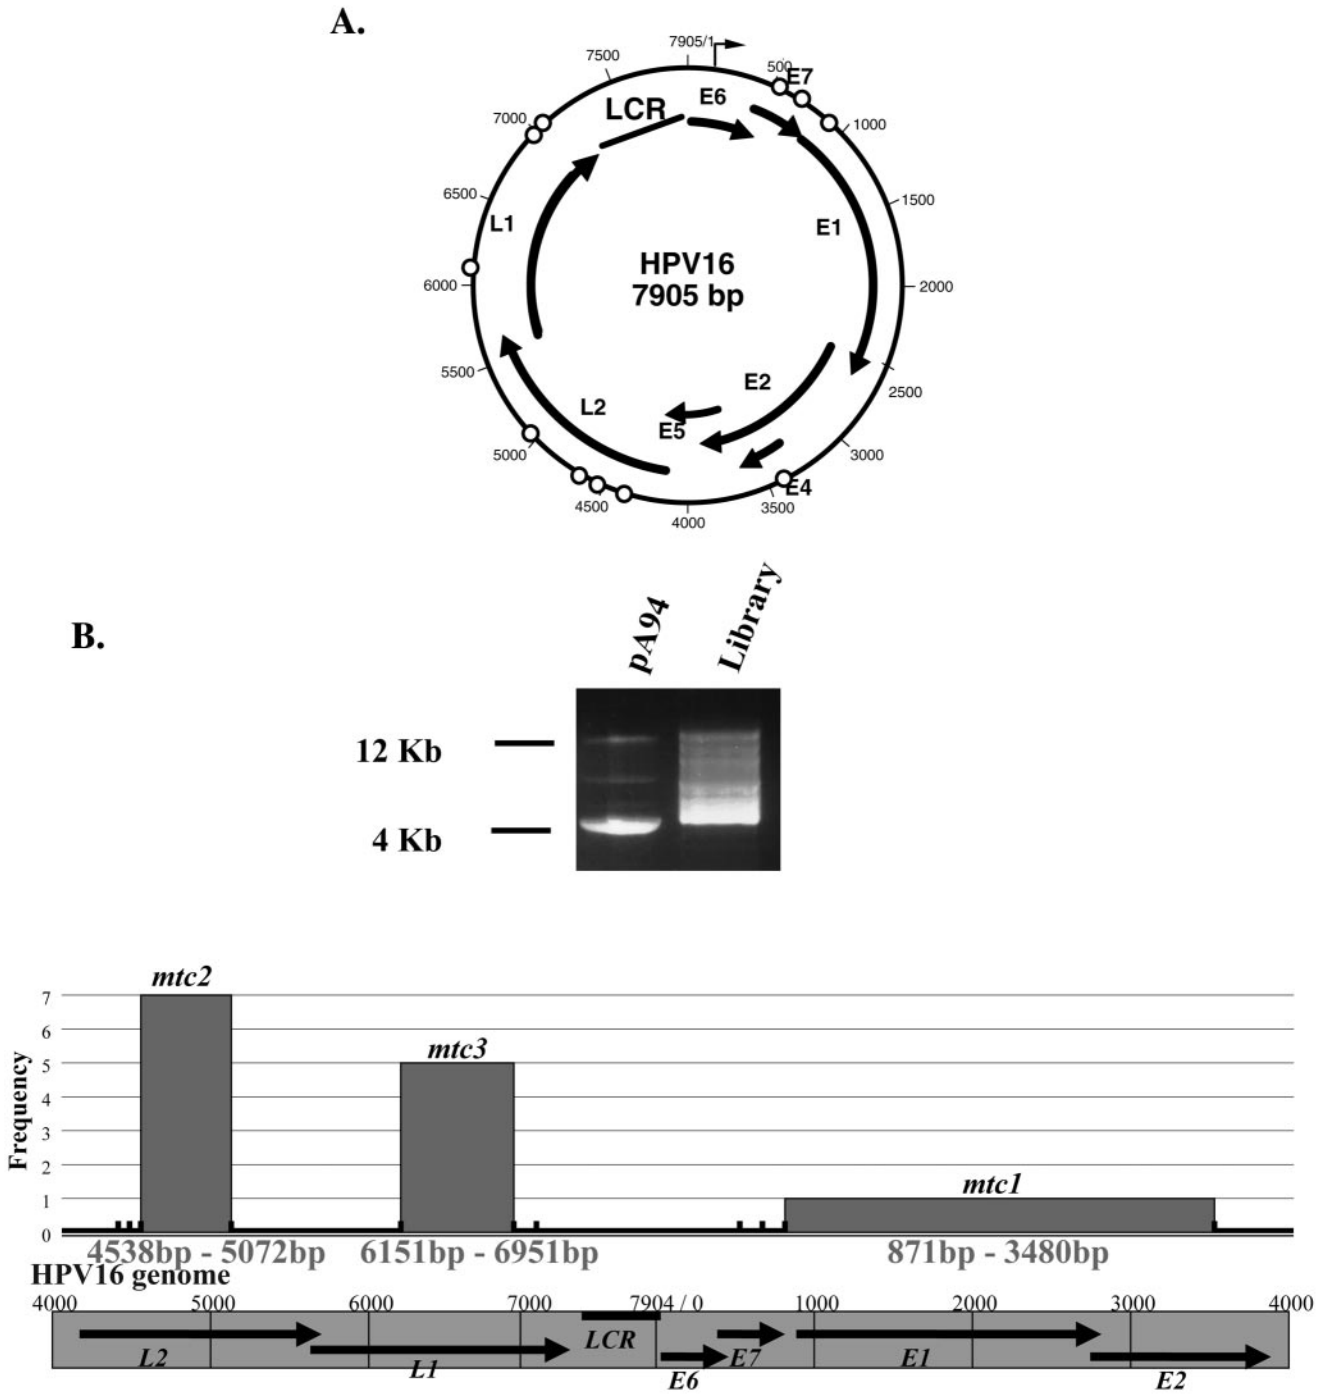 A.
7905/1
7500
500
E7
E6
LCR
7000
1000
6500
1500
L1
E1
HPV16
7905 bp
6000
2000
5500
2500
E2
L2
E5
5000
3000
E4
4500
3500
4000
B.
pA94
Library
12 Kb
4 Kb
mtc2
7
6
mtc3
5
4
3
2
mtc1
1
0
Frequency
4538bp - 5072bp
6151bp - 6951bp
871bp - 3480bp
HPV16 genome
4000 5000 6000 7000 7904 / 0 1000 2000 3000 4000
L2 L1 LCR E6 E7 E1 E2